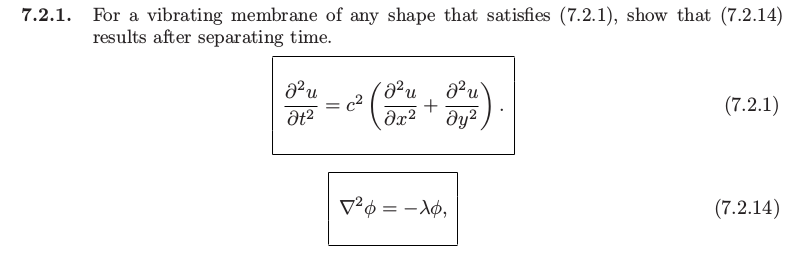 7.2.1. For a vibrating membrane of any shape that satisfies (7.2.1), show that (7.2.14)
results after separating time.
∂²u/∂t² = c² (∂²u/∂x² + ∂²u/∂y²) . (7.2.1)
∇²ϕ = −λϕ, (7.2.14)